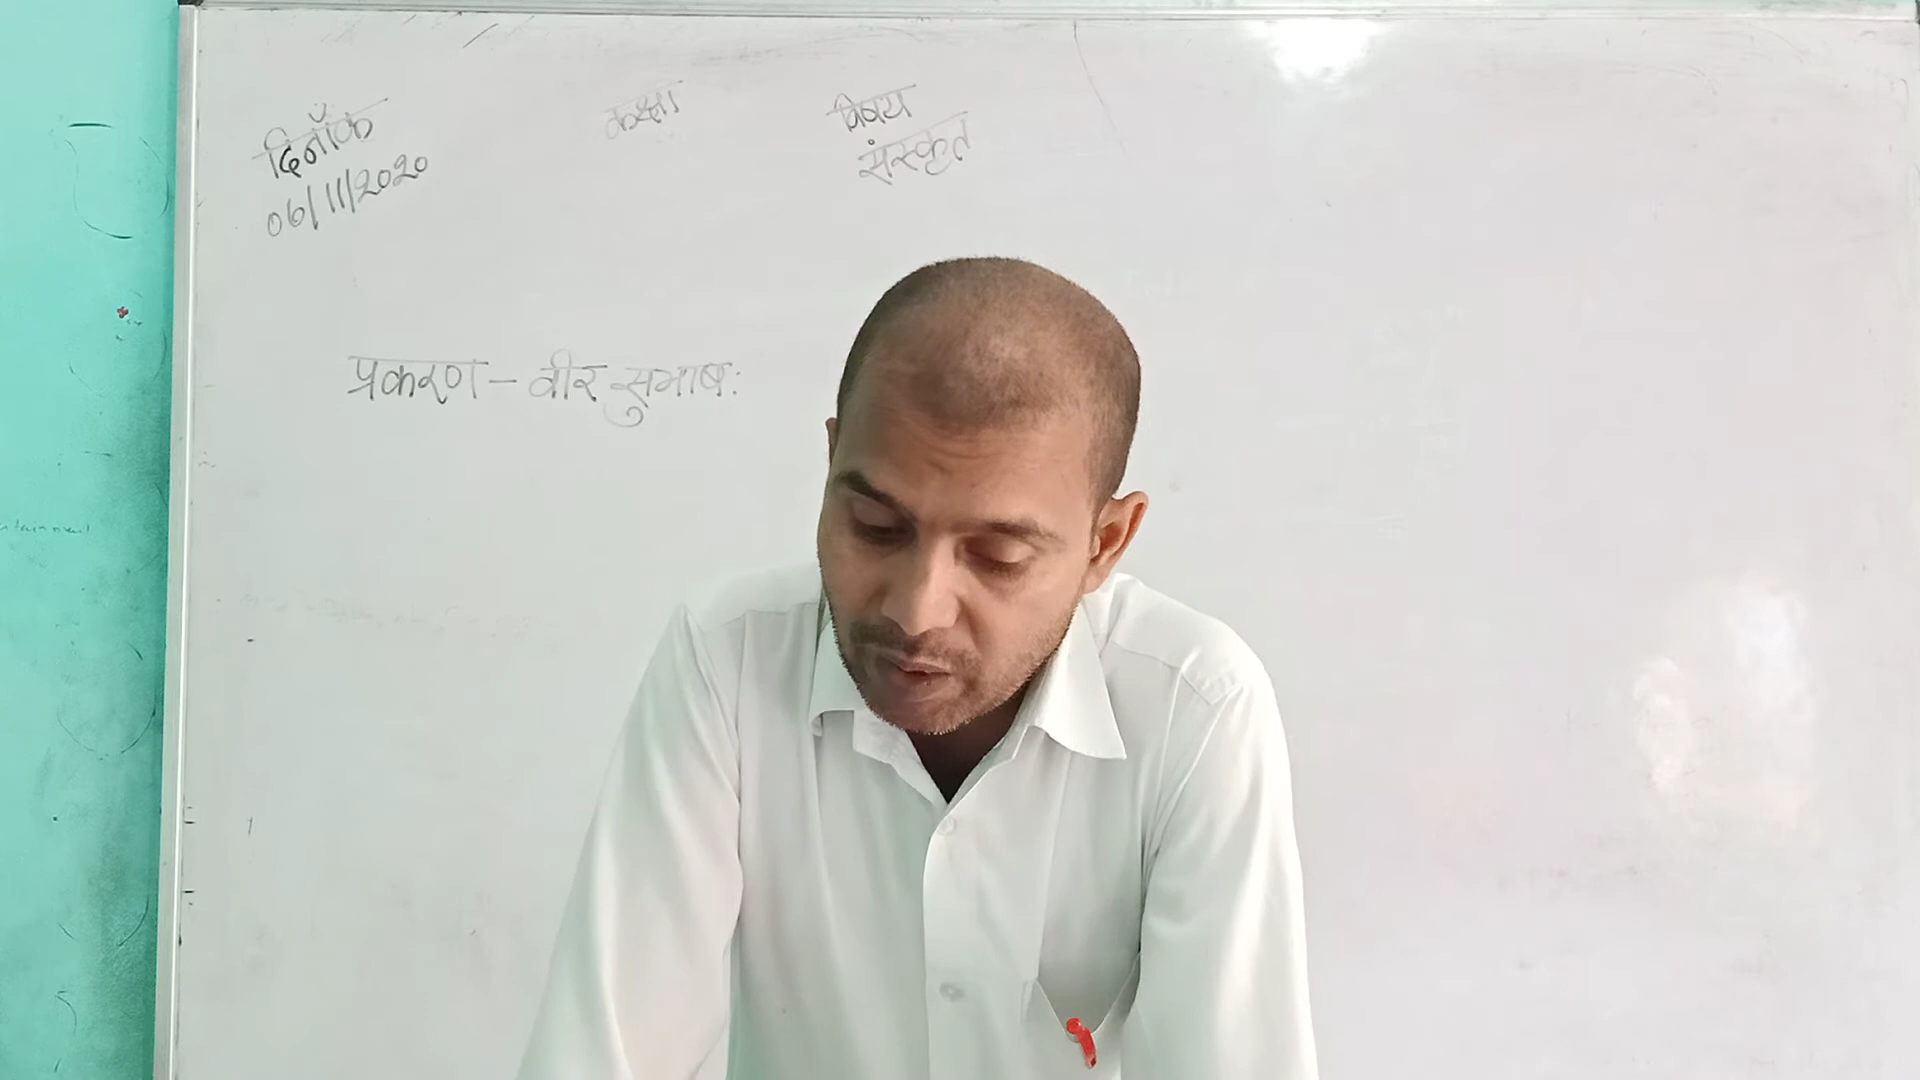 दिनाँक
06/11/2020
कक्षा
विषय
संस्कृत
प्रकरण - वीर सुभाष: